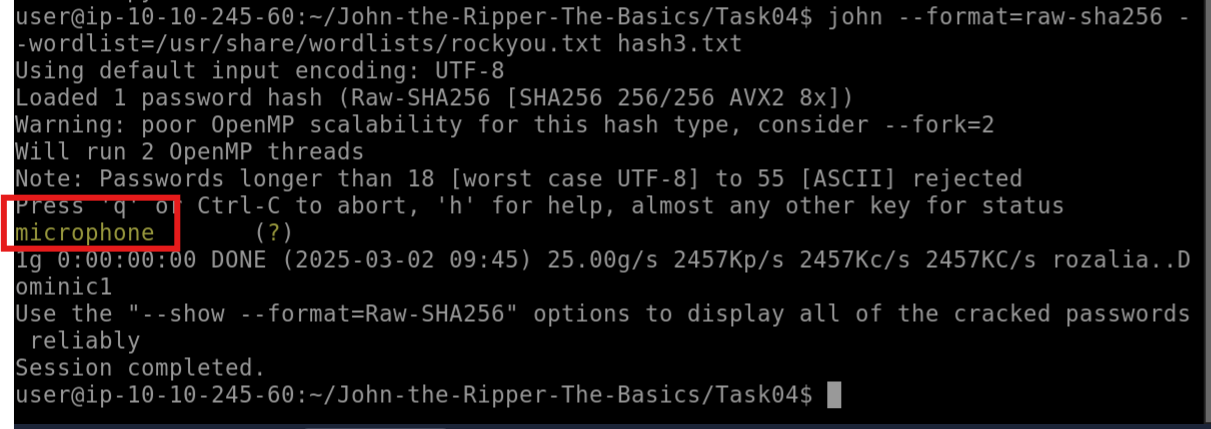 user@ip-10-10-245-60:~/John-the-Ripper-The-Basics/Task04$ john --format=raw-sha256 -
-wordlist=/usr/share/wordlists/rockyou.txt hash3.txt
Using default input encoding: UTF-8
Loaded 1 password hash (Raw-SHA256 [SHA256 256/256 AVX2 8x])
Warning: poor OpenMP scalability for this hash type, consider --fork=2
Will run 2 OpenMP threads
Note: Passwords longer than 18 [worst case UTF-8] to 55 [ASCII] rejected
Press 'q' or Ctrl-C to abort, 'h' for help, almost any other key for status
microphone       (?)
1g 0:00:00:00 DONE (2025-03-02 09:45) 25.00g/s 2457Kp/s 2457Kc/s 2457KC/s rozalia..D
ominic1
Use the "--show --format=Raw-SHA256" options to display all of the cracked passwords
 reliably
Session completed.
user@ip-10-10-245-60:~/John-the-Ripper-The-Basics/Task04$